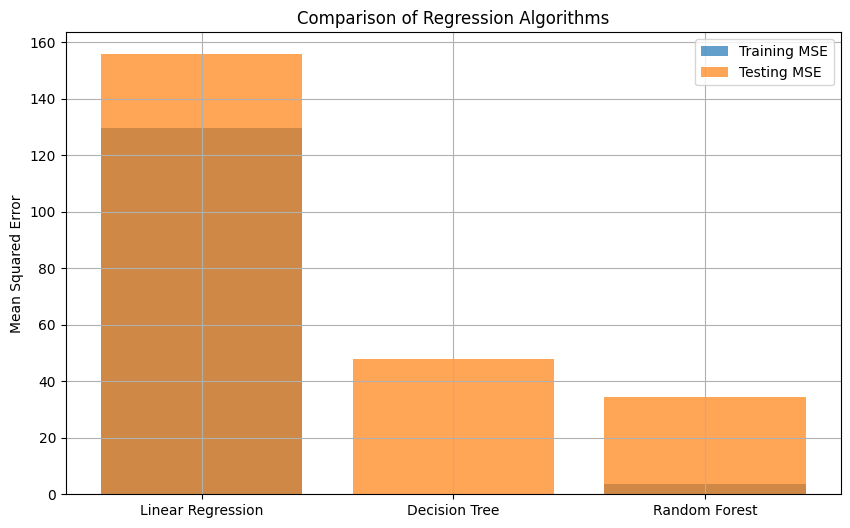 Comparison of Regression Algorithms
Training MSE
Testing MSE
Mean Squared Error
160
140
120
100
80
60
40
20
0
Linear Regression
Decision Tree
Random Forest